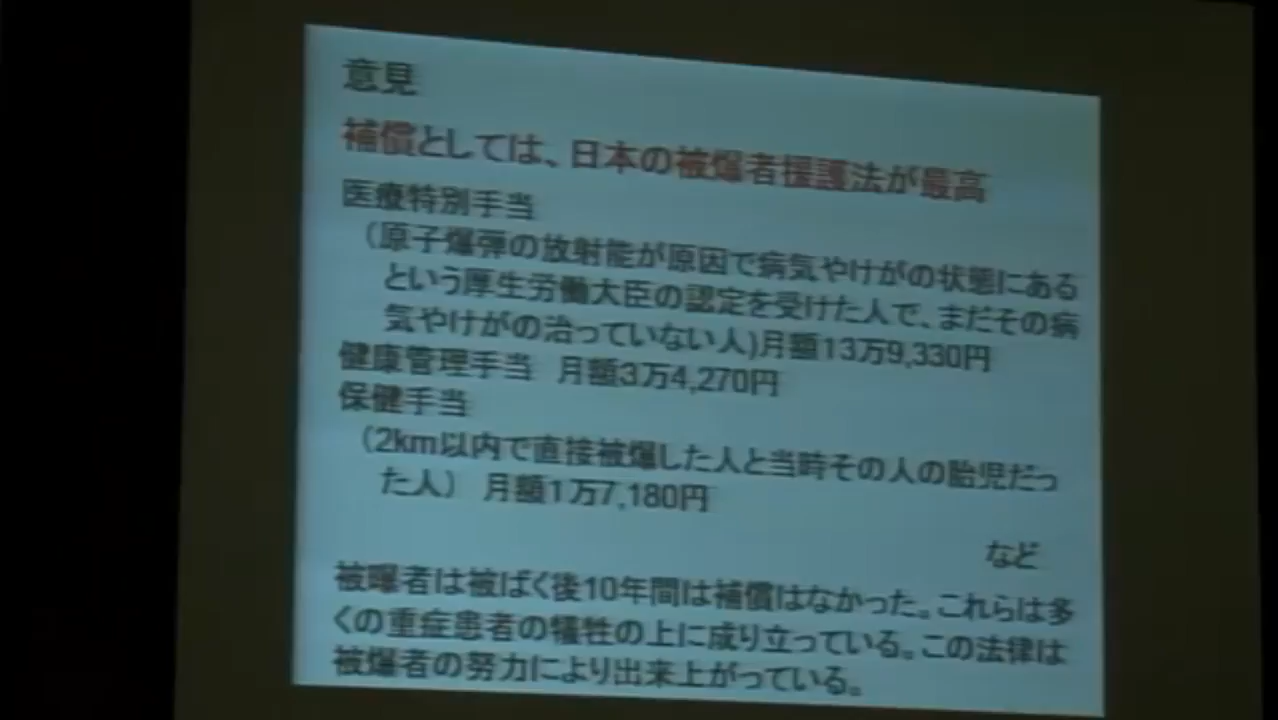 意見
補償としては、日本の被爆者援護法が最高
医療特別手当
（原子爆弾の放射能が原因で病気やけがの状態にある
という厚生労働大臣の認定を受けた人で、まだその病
気やけがの治っていない人)月額13万9,330円
健康管理手当　月額3万4,270円
保健手当
（2km以内で直接被爆した人と当時その人の胎児だっ
た人）　月額1万7,180円
など
被曝者は被ばく後10年間は補償はなかった。これらは多
くの重症患者の犠牲の上に成り立っている。この法律は
被爆者の努力により出来上がっている。